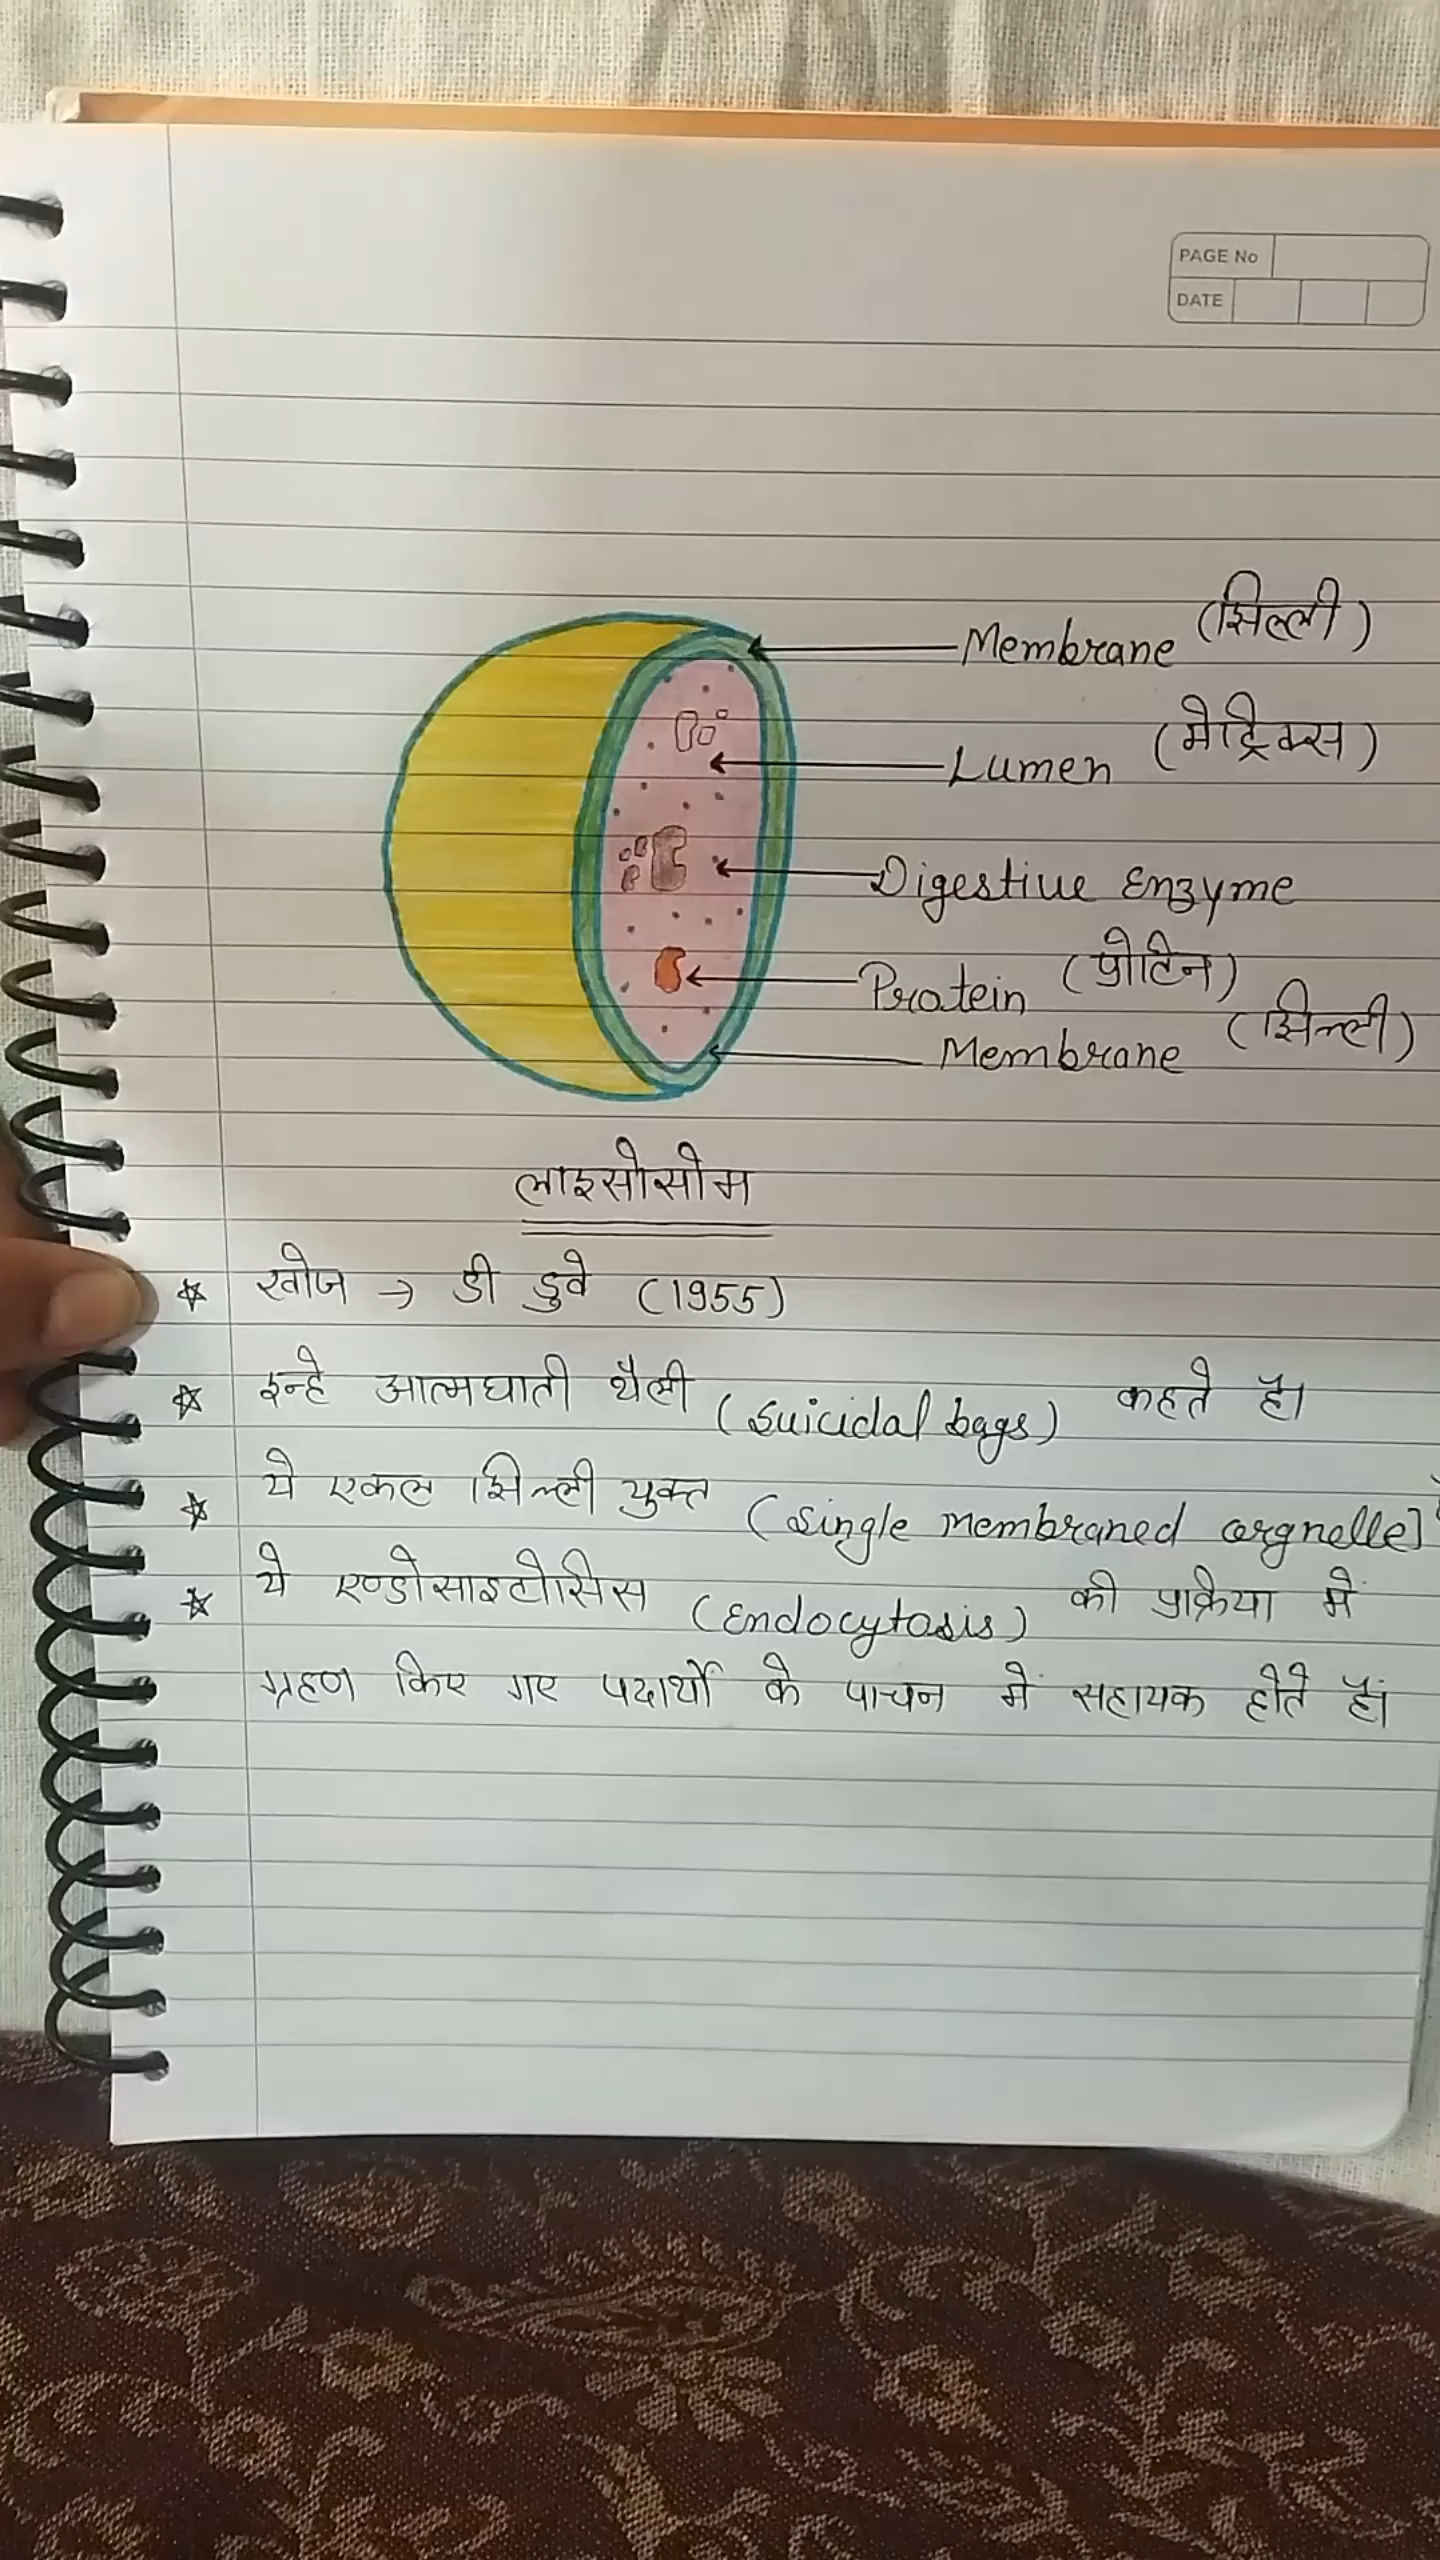 PAGE No
DATE
Membrane (झिल्ली)
Lumen (मेट्रिक्स)
Digestive Enzyme
Protein (प्रोटिन)
Membrane (झिल्ली)
लाइसोसोम
☆ खोज → डी डुवे (1955)
☆ इन्हे आत्मघाती थैली (Suicidal bags) कहते है।
☆ ये एकल झिल्ली युक्त (Single membraned orgnelle)
☆ ये एण्डोसाइटोसिस (Endocytosis) की प्रक्रिया में
ग्रहण किए गए पदार्थो के पाचन में सहायक होते हैं।